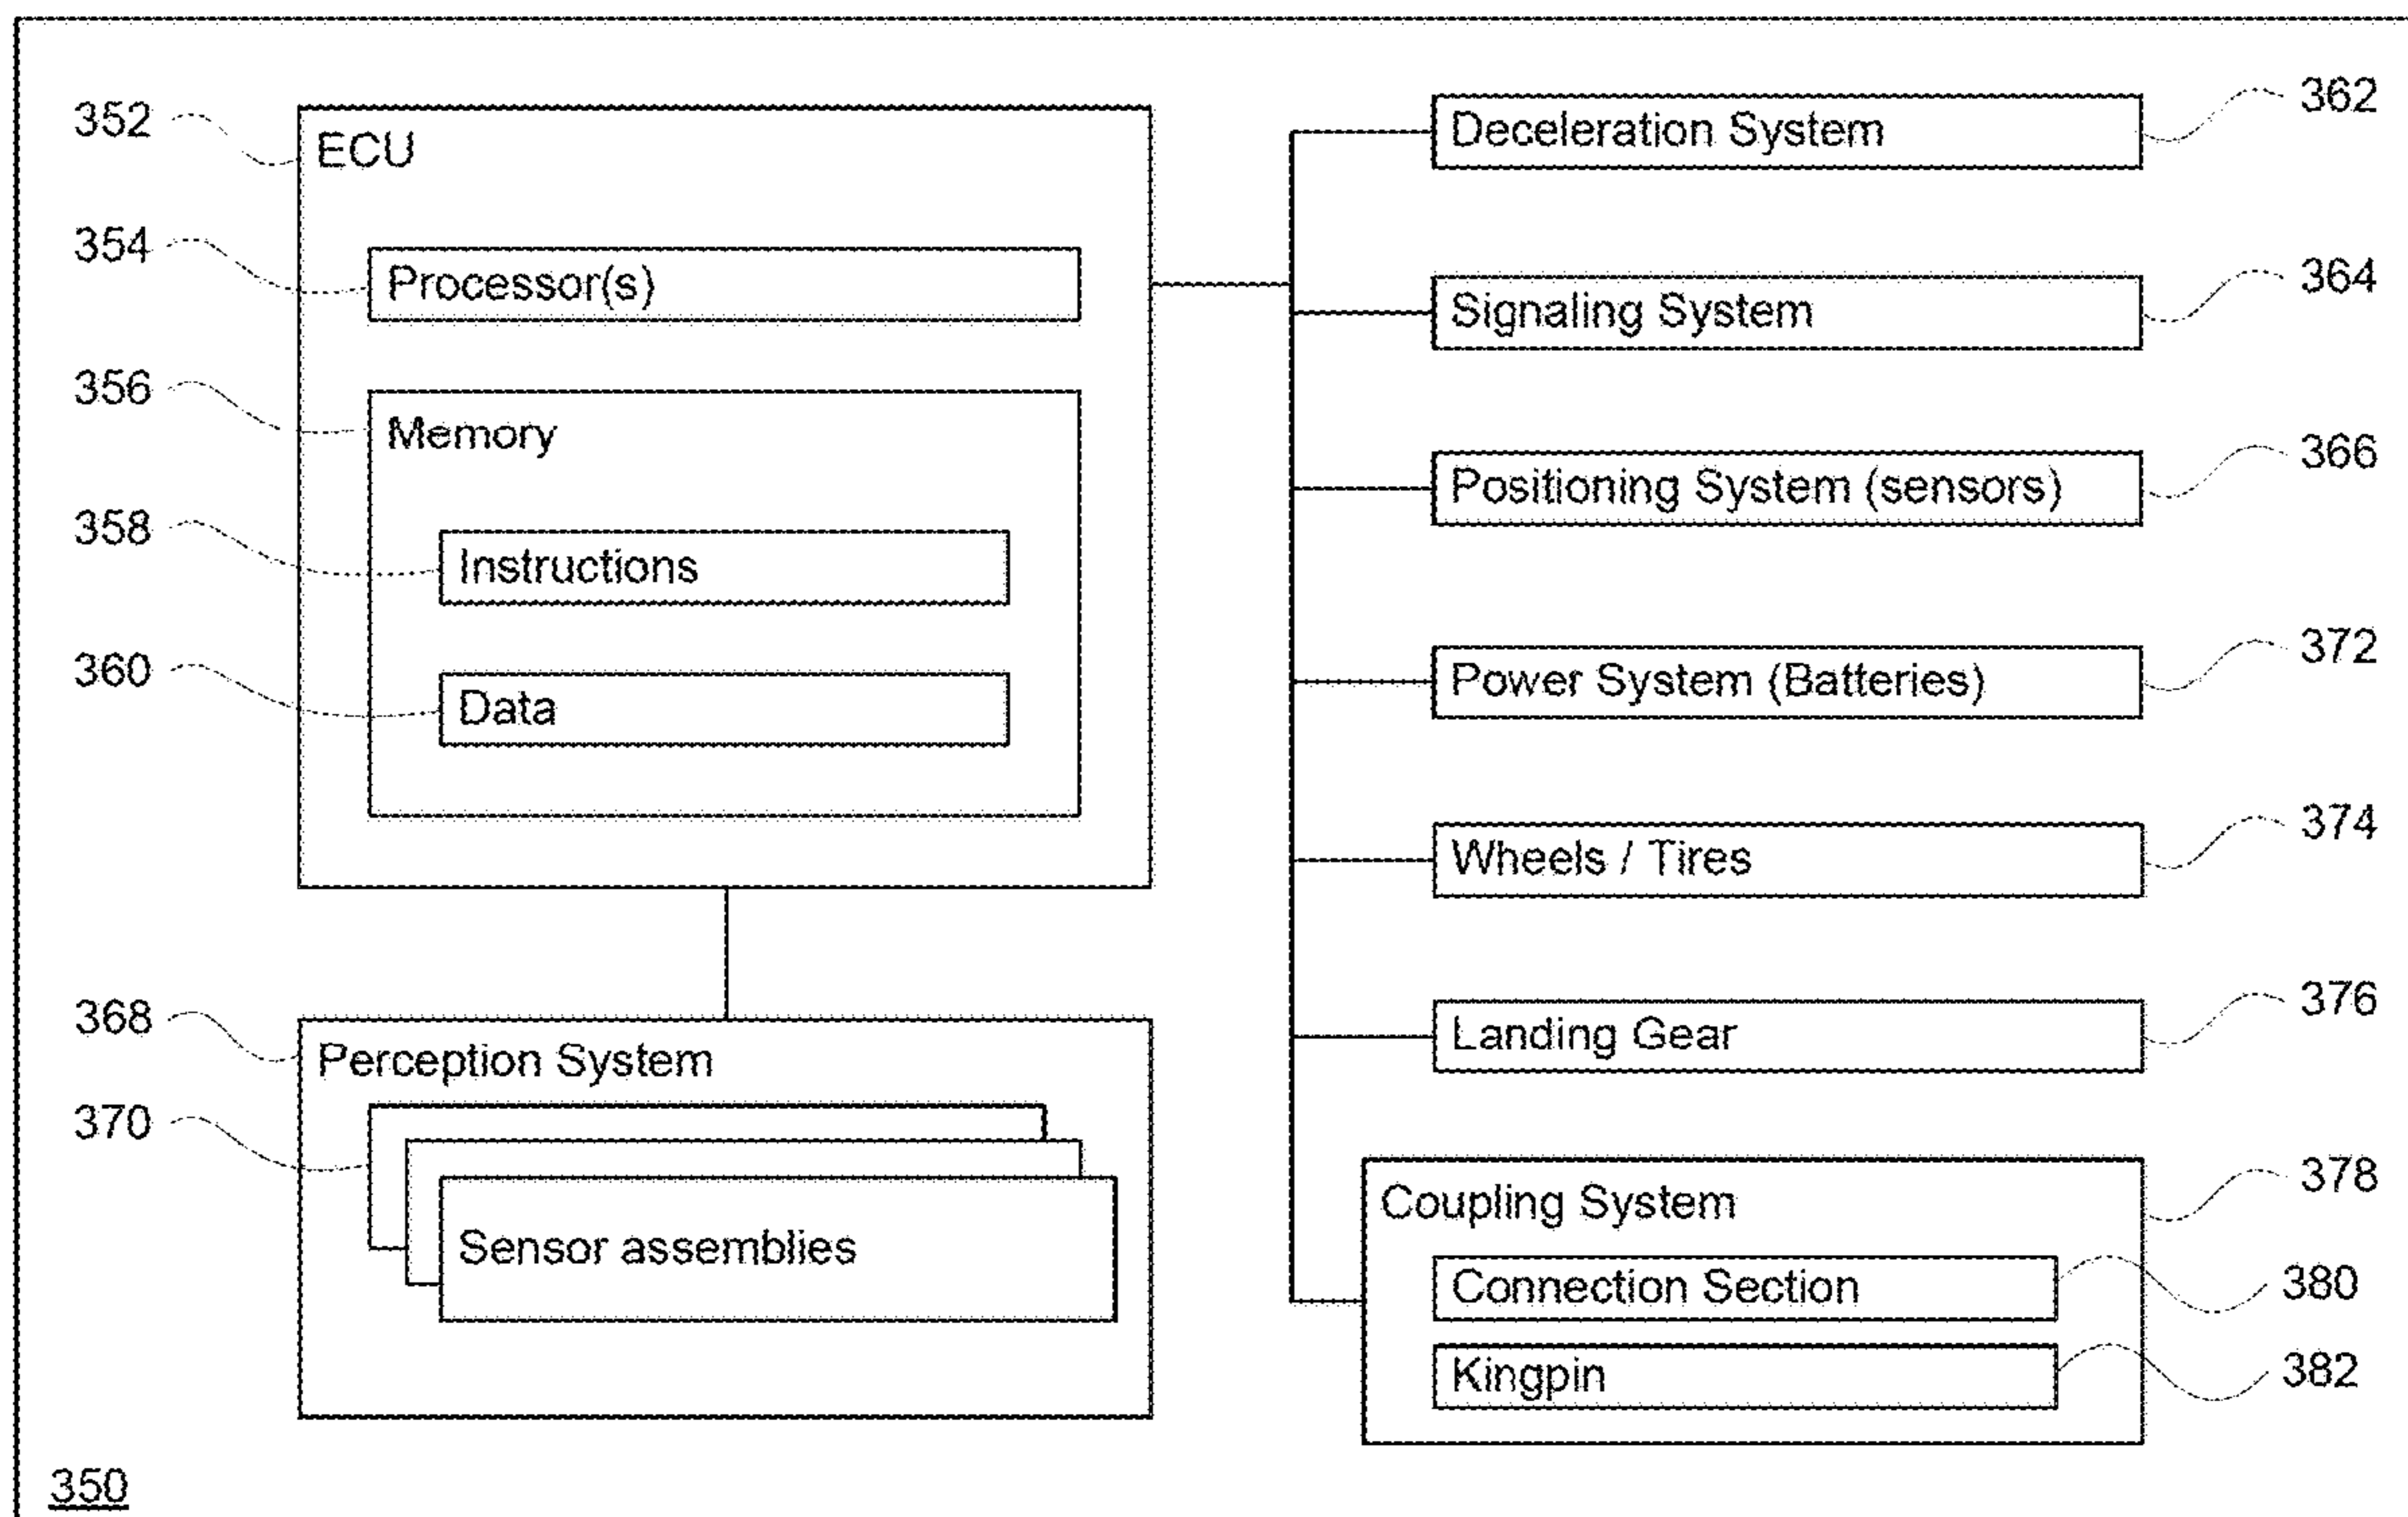 352
ECU
354
Processor(s)
356
Memory
358
Instructions
360
Data
368
Perception System
370
Sensor assemblies
Deceleration System
362
Signaling System
364
Positioning System (sensors)
366
Power System (Batteries)
372
Wheels / Tires
374
Landing Gear
376
Coupling System
378
Connection Section
380
Kingpin
382
350